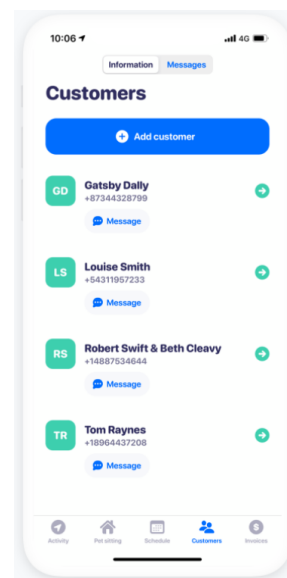 10:06
4G
Information Messages
Customers
Add customer
GD
Gatsby Dally
+87344328799
Message
LS
Louise Smith
+54311957233
Message
RS
Robert Swift & Beth Cleavy
+14887534644
Message
TR
Tom Raynes
+18964437208
Message
Activity Pet sitting Schedule Customers Invoices